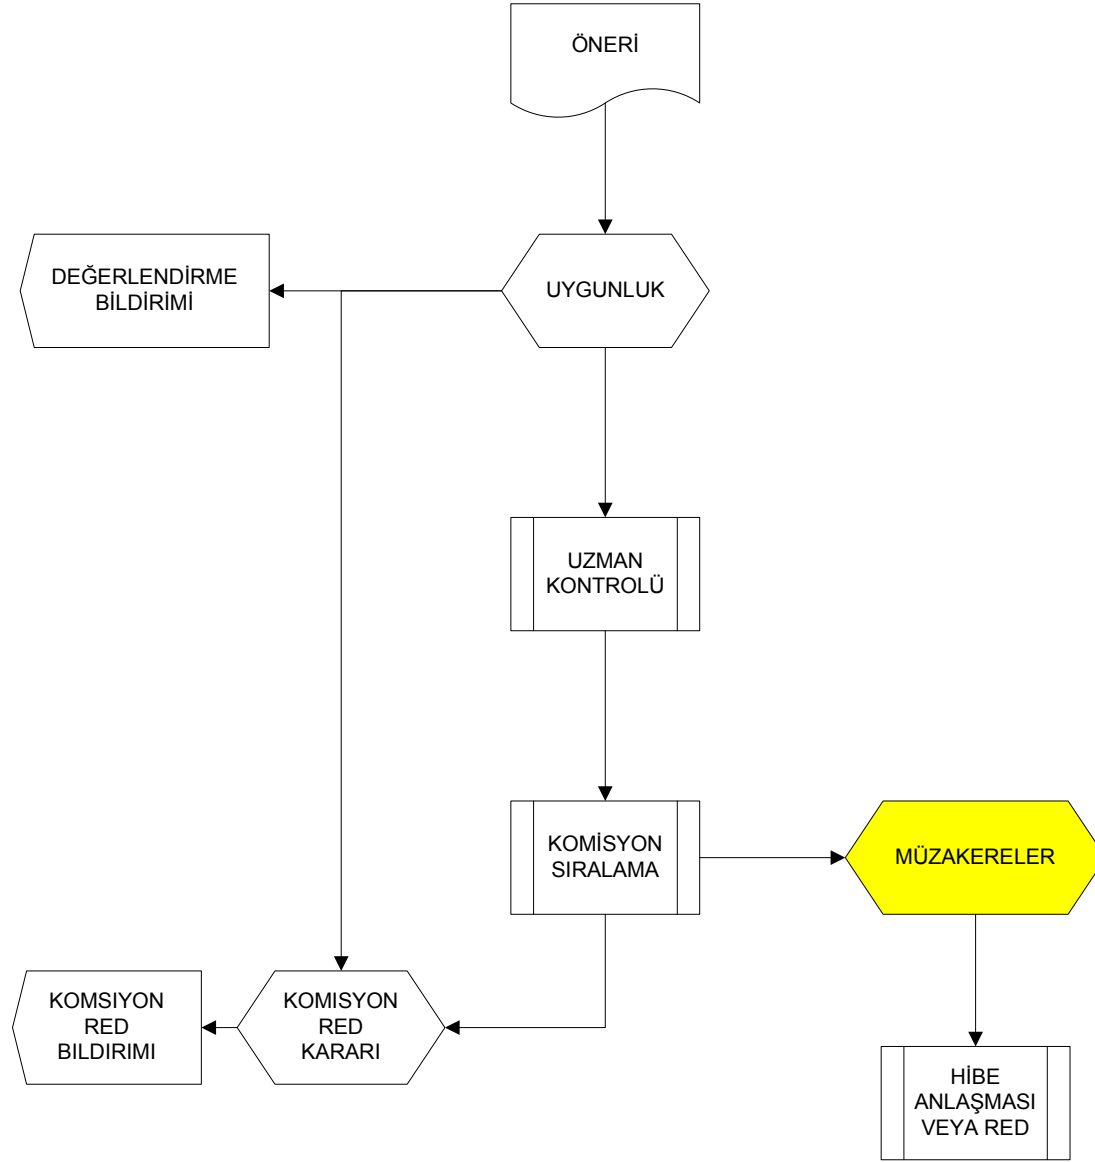 ÖNERİ
DEĞERLENDİRME
BİLDİRİMİ
UYGUNLUK
UZMAN
KONTROLÜ
KOMİSYON
SIRALAMA
MÜZAKERELER
KOMSIYON
RED
BILDIRIMI
KOMISYON
RED
KARARI
HİBE
ANLAŞMASI
VEYA RED